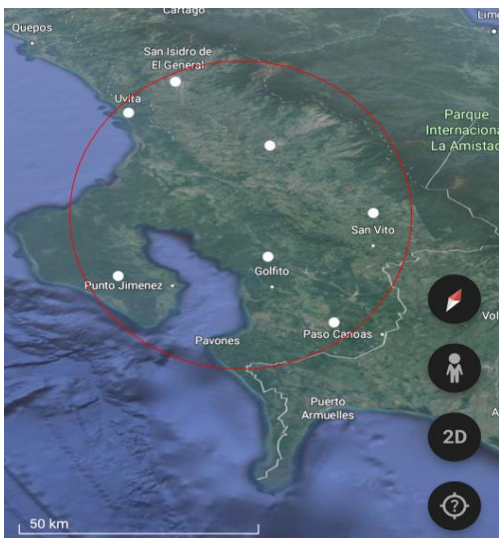 Cartago
Quepos
Lim
San Isidro de
El General
Uvita
Parque
Internaciona
La Amistad
San Vito
Golfito
Punto Jimenez
Vol
Pavones
Paso Canoas
Puerto
Armuelles
A
2D
?
50 km